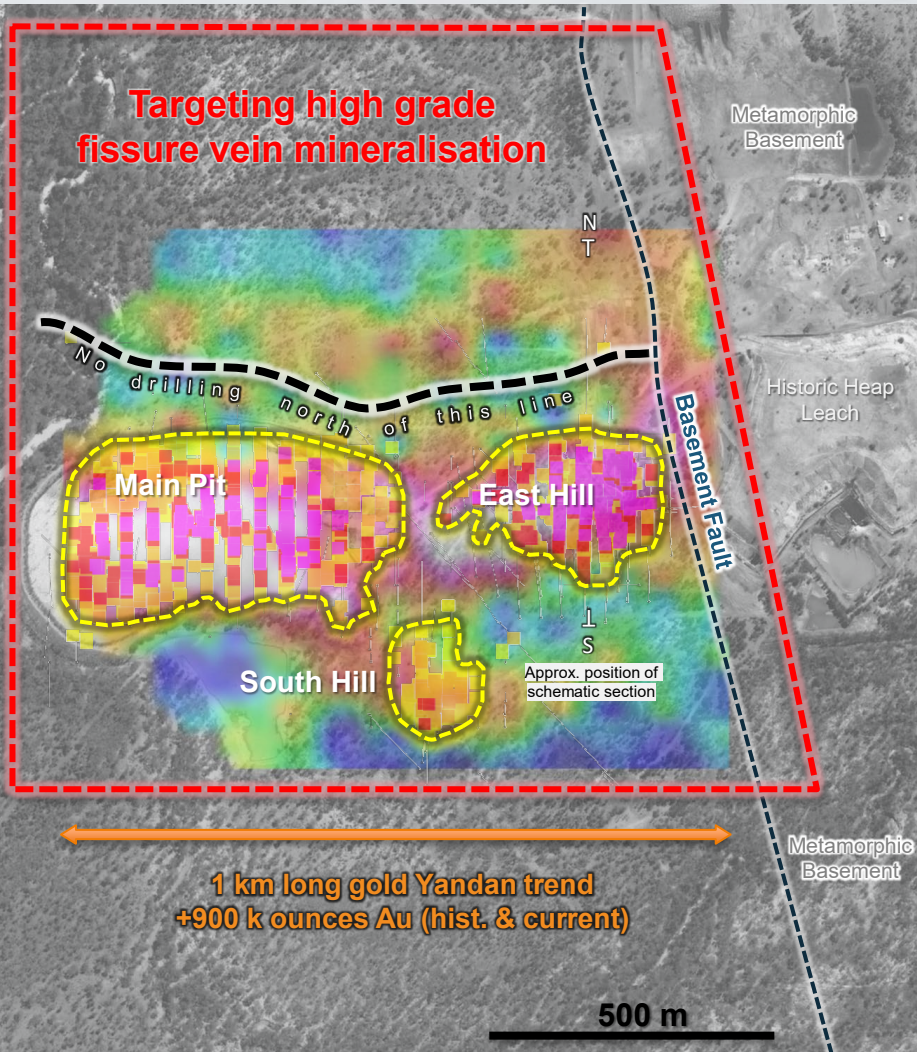 Targeting high grade
fissure vein mineralisation
Metamorphic
Basement
N
T
No drilling north of this line
Historic Heap
Leach
Basement Fault
Main Pit
East Hill
South Hill
⊥
S
Approx. position of
schematic section
1 km long gold Yandan trend
+900 k ounces Au (hist. & current)
Metamorphic
Basement
500 m